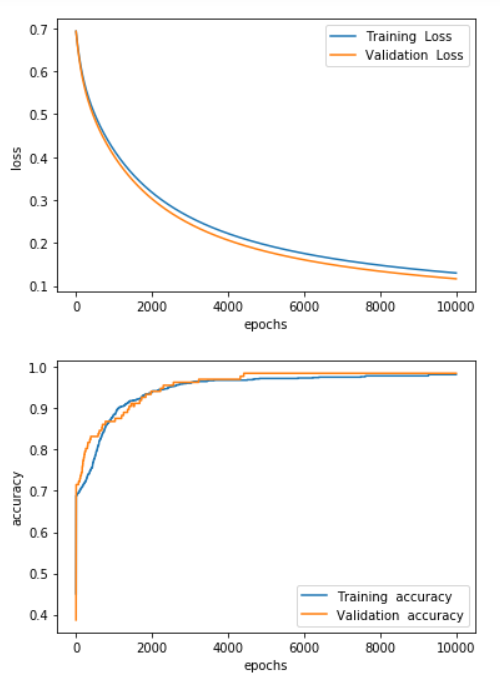 0.7
0.6
0.5
0.4
0.3
0.2
0.1
loss
Training Loss
Validation Loss
0 2000 4000 6000 8000 10000
epochs
1.0
0.9
0.8
0.7
0.6
0.5
0.4
accuracy
Training accuracy
Validation accuracy
0 2000 4000 6000 8000 10000
epochs